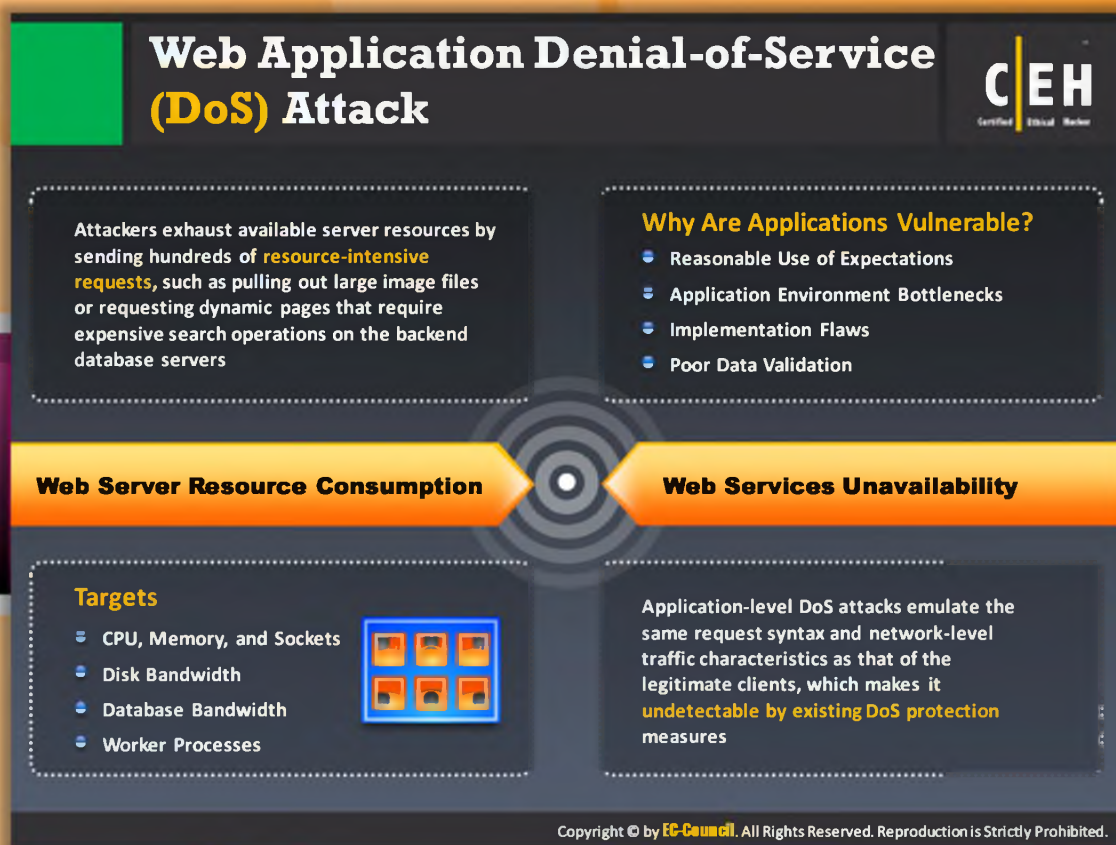 Web Application Denial-of-Service
(DoS) Attack
CEH
Certified Ethical Hacker
Attackers exhaust available server resources by
sending hundreds of resource-intensive
requests, such as pulling out large image files
or requesting dynamic pages that require
expensive search operations on the backend
database servers
Why Are Applications Vulnerable?
Reasonable Use of Expectations
Application Environment Bottlenecks
Implementation Flaws
Poor Data Validation
Web Server Resource Consumption
Web Services Unavailability
Targets
CPU, Memory, and Sockets
Disk Bandwidth
Database Bandwidth
Worker Processes
Application-level DoS attacks emulate the
same request syntax and network-level
traffic characteristics as that of the
legitimate clients, which makes it
undetectable by existing DoS protection
measures
Copyright © by EC-Council. All Rights Reserved. Reproduction is Strictly Prohibited.